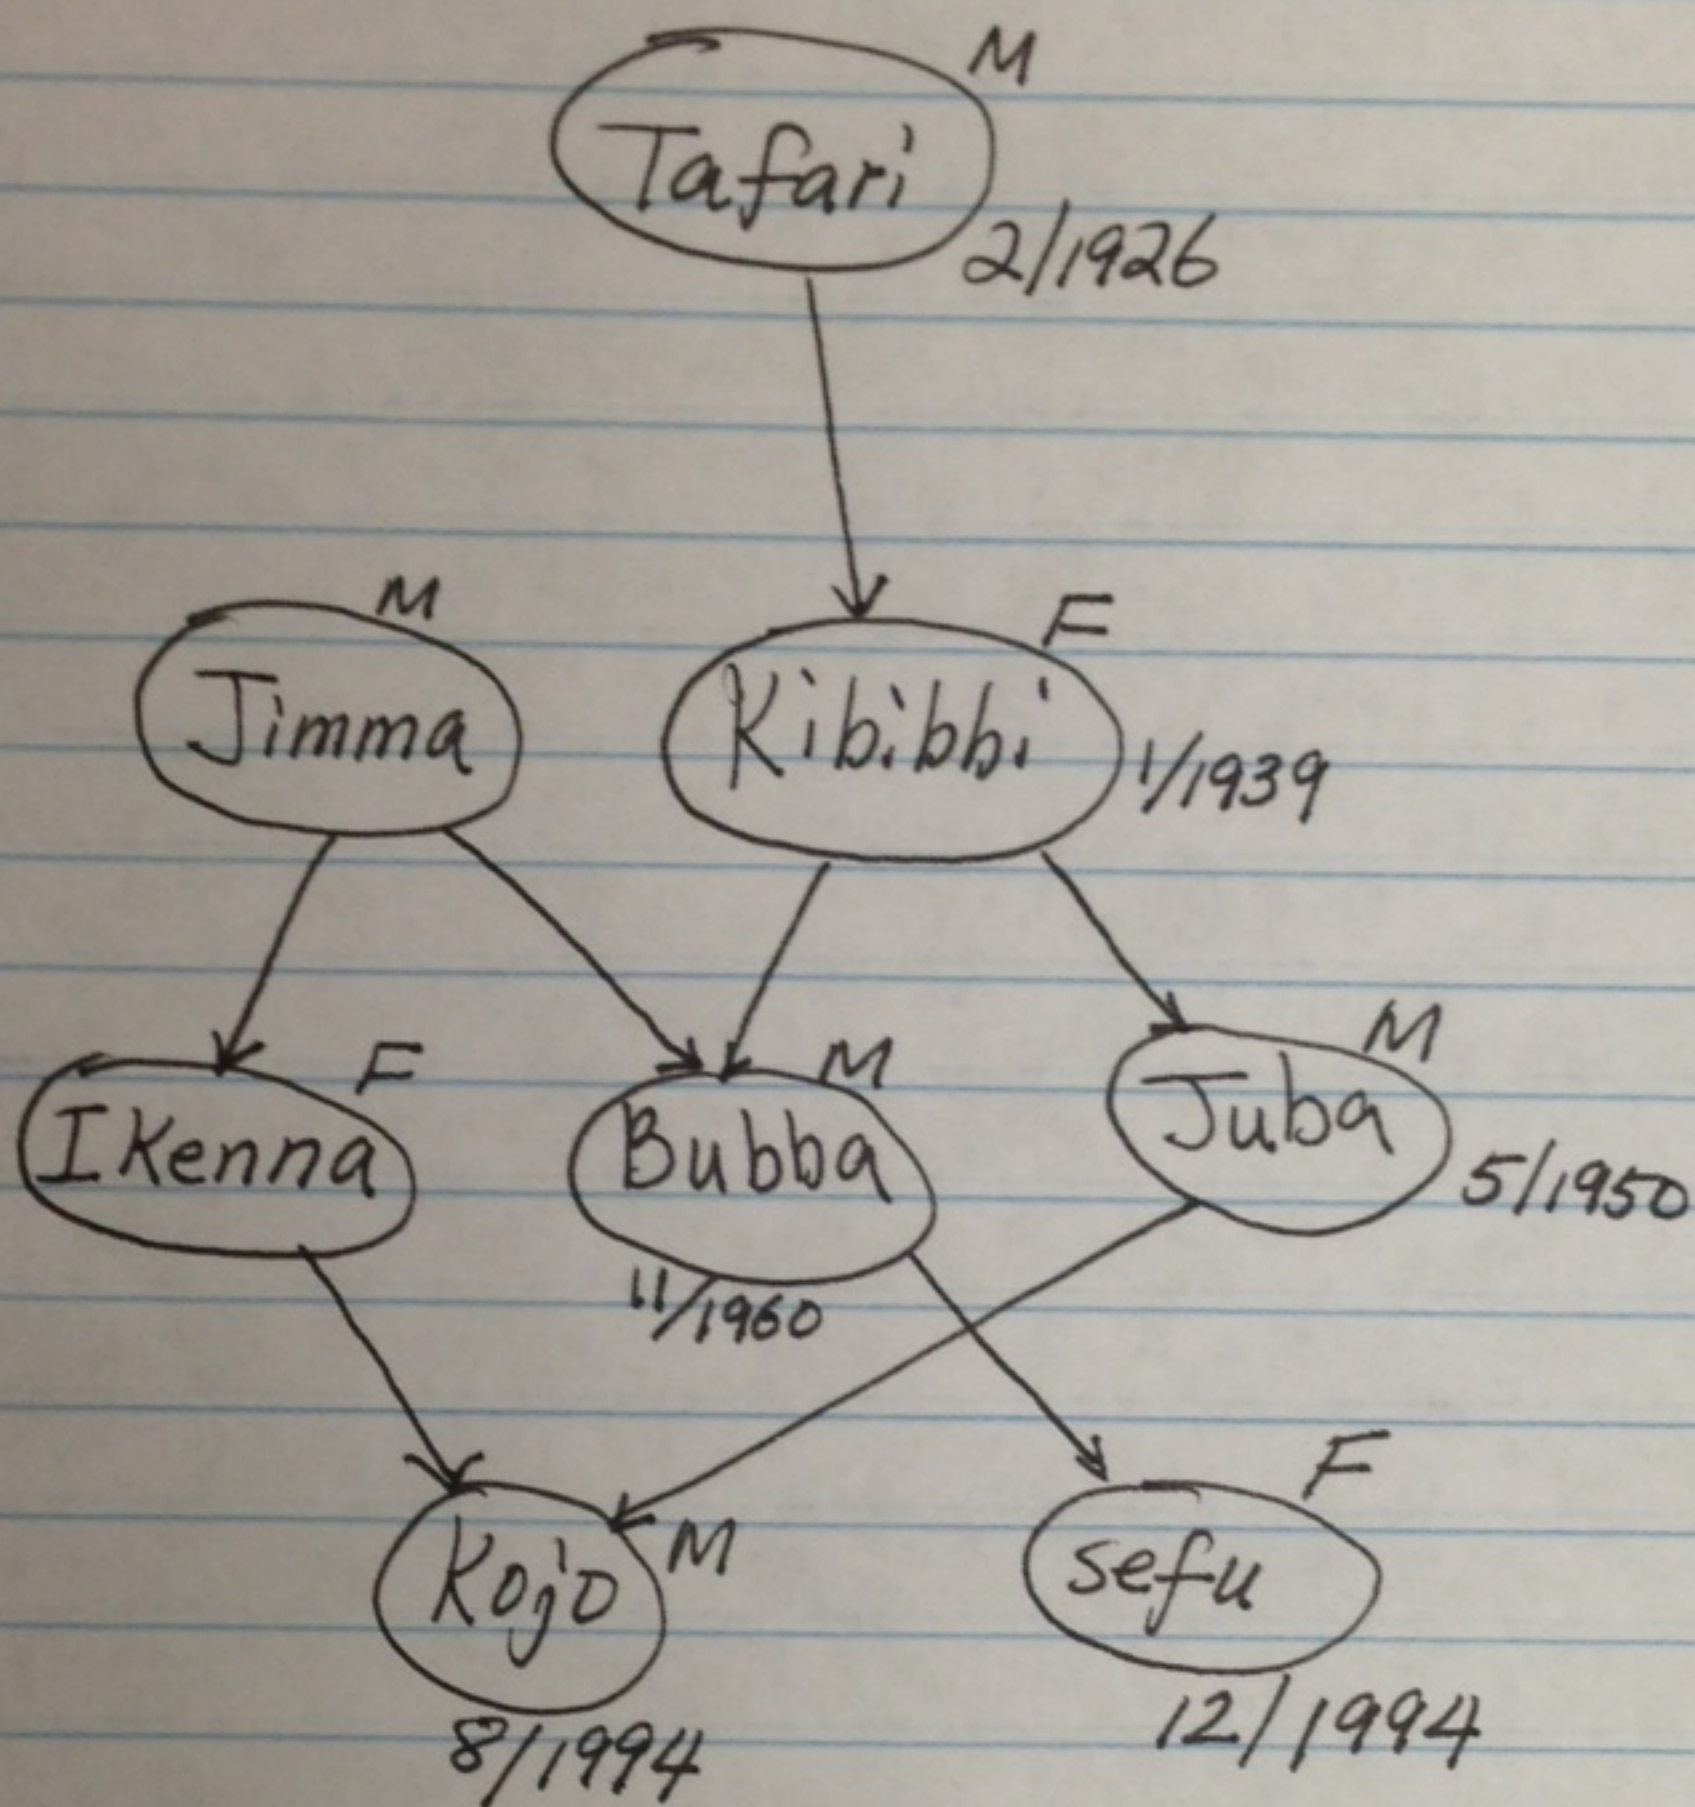 M
Tafari
2/1926
M
F
Jimma
Kibibbi
1/1939
F
M
M
IKenna
Bubba
Juba
5/1950
11/1960
F
Kojo
M
sefu
8/1994
12/1994